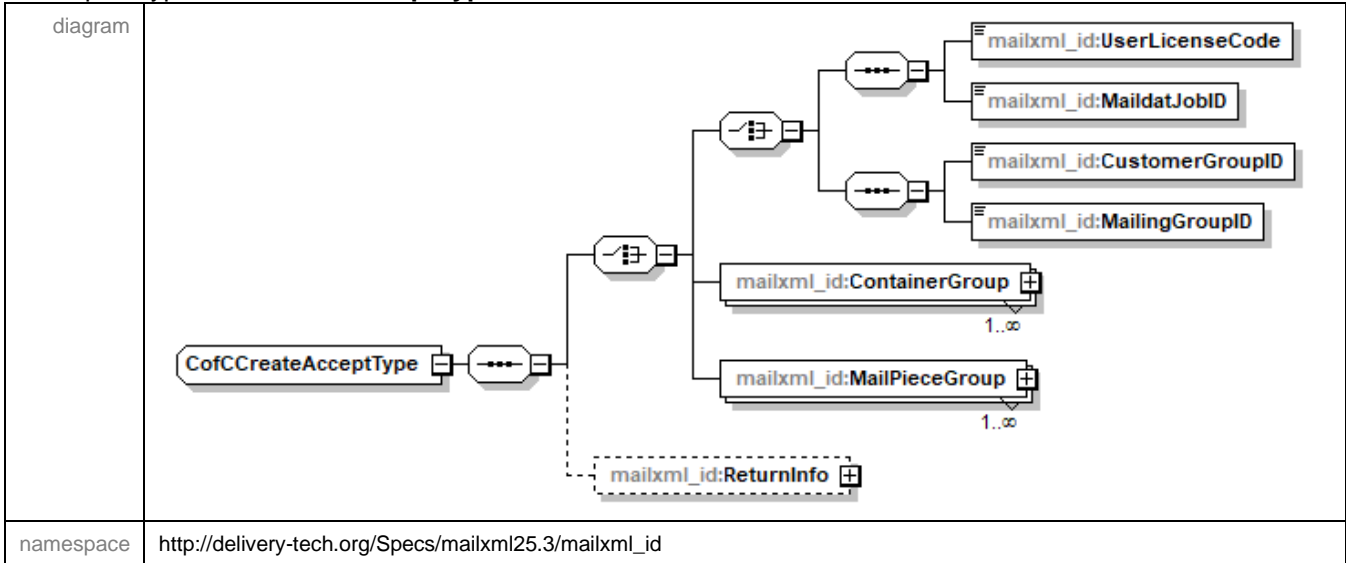 diagram
mailxml_id:UserLicenseCode
mailxml_id:MaildatJobID
mailxml_id:CustomerGroupID
mailxml_id:MailingGroupID
mailxml_id:ContainerGroup
1..∞
CofCCreateAcceptType
mailxml_id:MailPieceGroup
1..∞
mailxml_id:ReturnInfo
namespace http://delivery-tech.org/Specs/mailxml25.3/mailxml_id